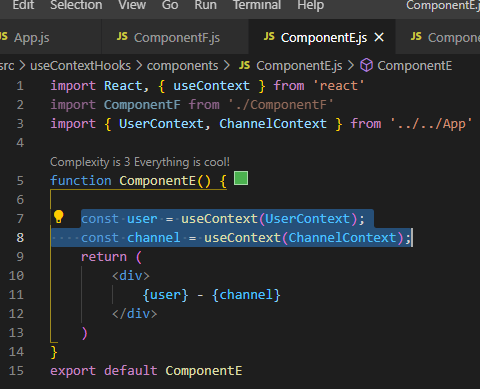 Edit Selection View Go Run Terminal Help ComponentE.js
JS App.js JS ComponentF.js JS ComponentE.js × JS Compone
src > useContextHooks > components > JS ComponentE.js > ComponentE
1 import React, { useContext } from 'react'
2 import ComponentF from './ComponentF'
3 import { UserContext, ChannelContext } from '../../App'
4
Complexity is 3 Everything is cool!
5 function ComponentE() {
6
7 const user = useContext(UserContext);
8 const channel = useContext(ChannelContext);
9 return (
10 <div>
11 {user} - {channel}
12 </div>
13 )
14 }
15 export default ComponentE